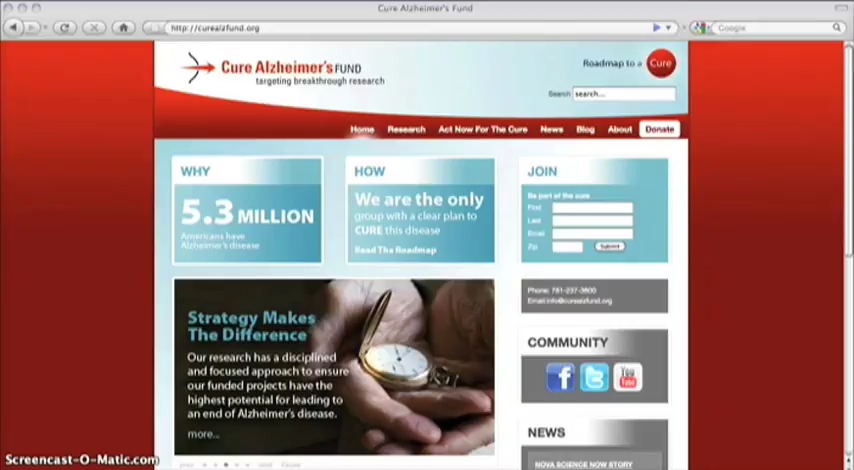 Cure Alzheimer's Fund
http://curealzfund.org
Google
Cure Alzheimer's FUND
targeting breakthrough research
Roadmap to a Cure
Search search...
Home Research Act Now For The Cure News Blog About Donate
WHY
5.3 MILLION
Americans have
Alzheimer's disease
HOW
We are the only
group with a clear plan to
CURE this disease
Read The Roadmap
JOIN
Be part of the cure
First
Last
Email
Zip Submit
Strategy Makes
The Difference
Our research has a disciplined
and focused approach to ensure
our funded projects have the
highest potential for leading to
an end of Alzheimer's disease.
more...
Phone: 781-237-3800
Email:info@curealzfund.org
COMMUNITY
f t You Tube
NEWS
NOVA SCIENCE NOW STORY
Screencast-O-Matic.com